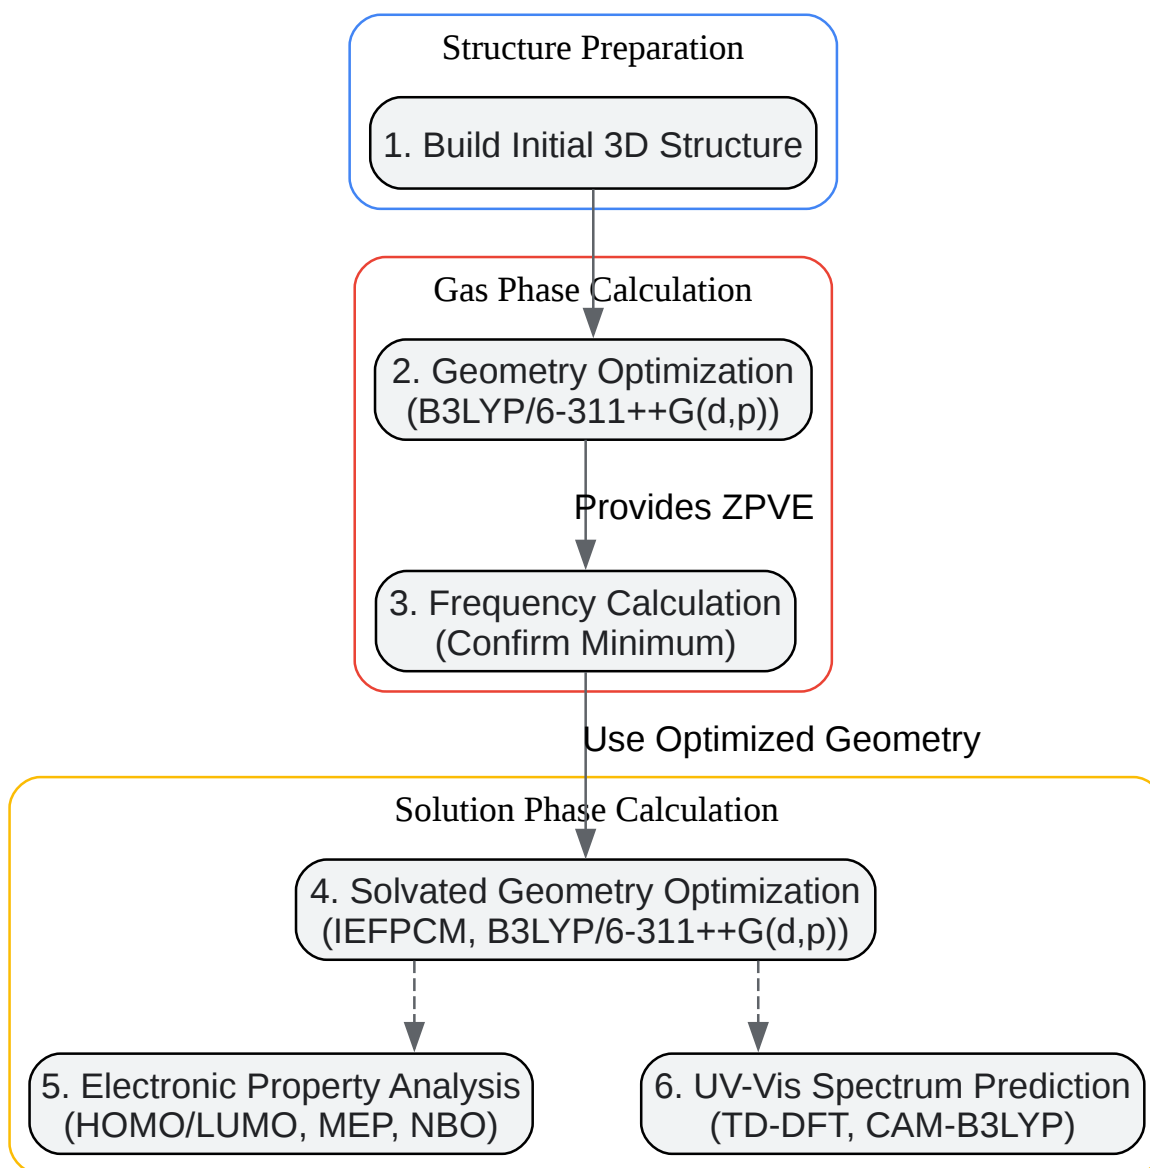 Structure Preparation
1. Build Initial 3D Structure
Gas Phase Calculation
2. Geometry Optimization
(B3LYP/6-311++G(d,p))
Provides ZPVE
3. Frequency Calculation
(Confirm Minimum)
Use Optimized Geometry
Solution Phase Calculation
4. Solvated Geometry Optimization
(IEFPCM, B3LYP/6-311++G(d,p))
5. Electronic Property Analysis
(HOMO/LUMO, MEP, NBO)
6. UV-Vis Spectrum Prediction
(TD-DFT, CAM-B3LYP)